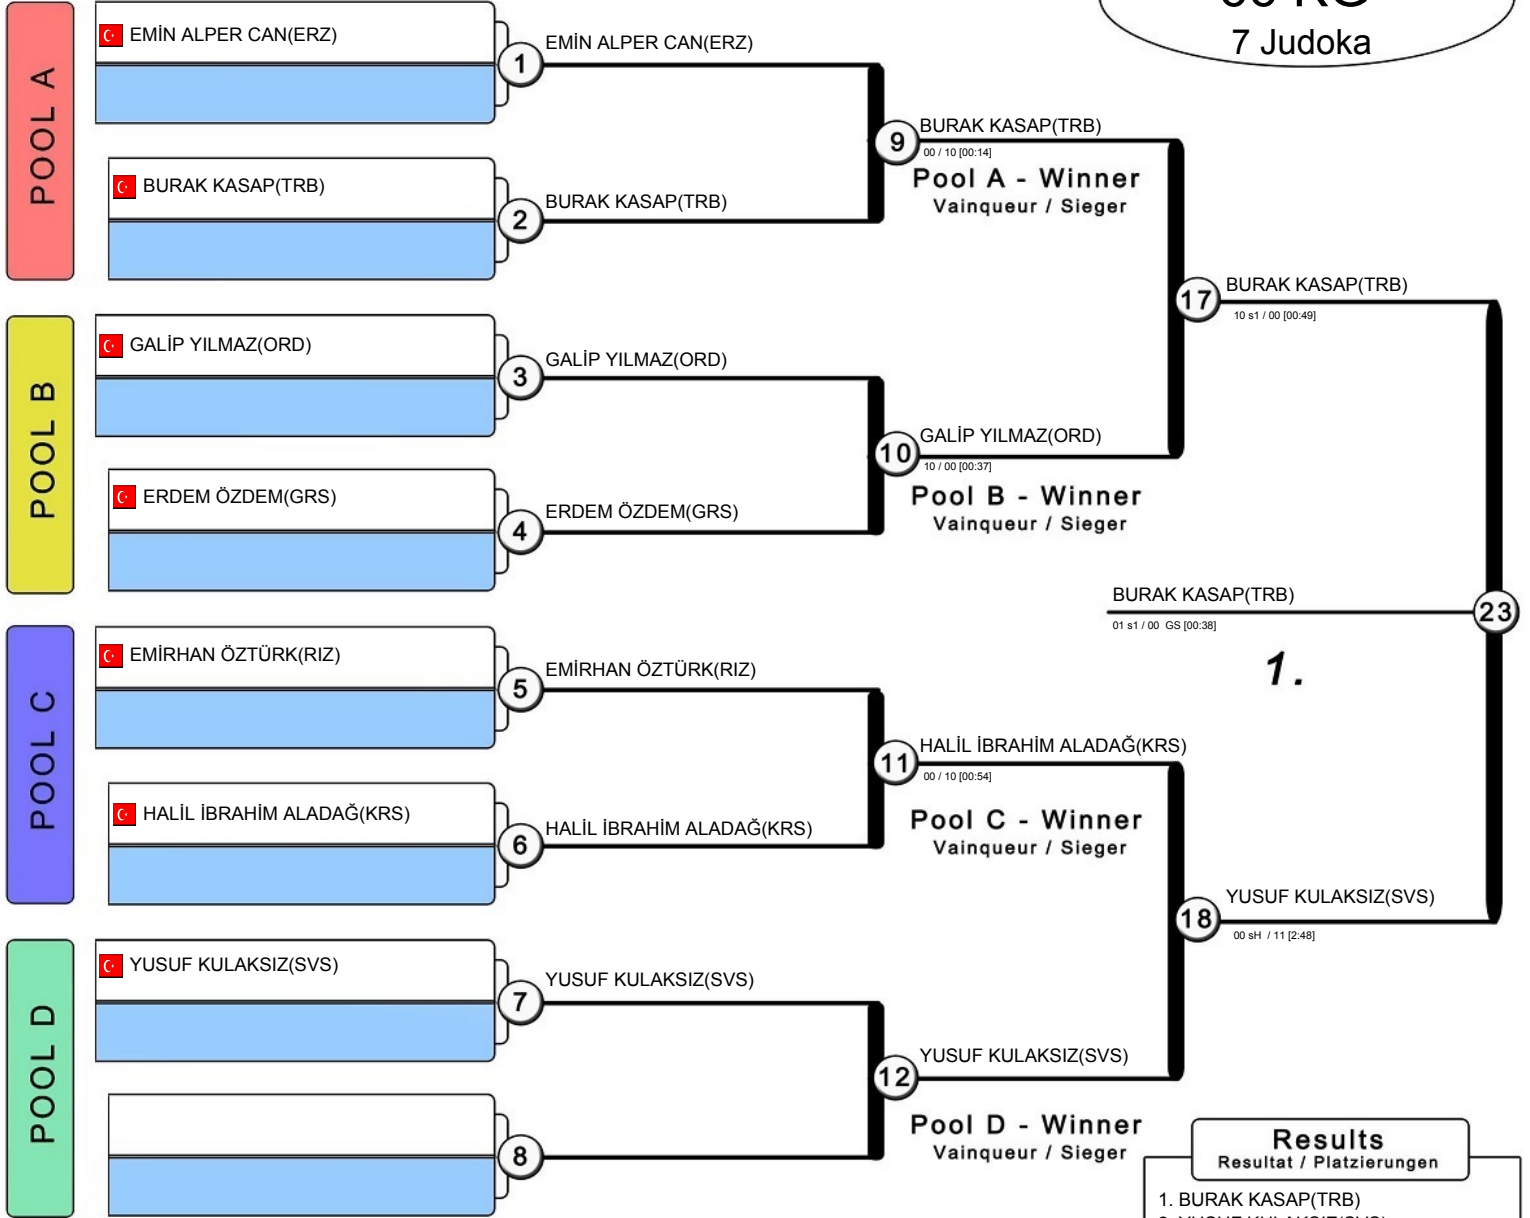 7 Judoka
POOL A
EMİN ALPER CAN(ERZ)
1
EMİN ALPER CAN(ERZ)
BURAK KASAP(TRB)
2
BURAK KASAP(TRB)
9
BURAK KASAP(TRB)
00 / 10 [00:14]
Pool A - Winner
Vainqueur / Sieger
POOL B
GALİP YILMAZ(ORD)
3
GALİP YILMAZ(ORD)
ERDEM ÖZDEM(GRS)
4
ERDEM ÖZDEM(GRS)
10
GALİP YILMAZ(ORD)
10 / 00 [00:37]
Pool B - Winner
Vainqueur / Sieger
17
BURAK KASAP(TRB)
10 s1 / 00 [00:49]
BURAK KASAP(TRB)
01 s1 / 00 GS [00:38]
23
1.
POOL C
EMİRHAN ÖZTÜRK(RIZ)
5
EMİRHAN ÖZTÜRK(RIZ)
HALİL İBRAHİM ALADAĞ(KRS)
6
HALİL İBRAHİM ALADAĞ(KRS)
11
HALİL İBRAHİM ALADAĞ(KRS)
00 / 10 [00:54]
Pool C - Winner
Vainqueur / Sieger
18
YUSUF KULAKSIZ(SVS)
00 sH / 11 [2:48]
POOL D
YUSUF KULAKSIZ(SVS)
7
YUSUF KULAKSIZ(SVS)
8
12
YUSUF KULAKSIZ(SVS)
Pool D - Winner
Vainqueur / Sieger
Results
Resultat / Platzierungen
1. BURAK KASAP(TRB)